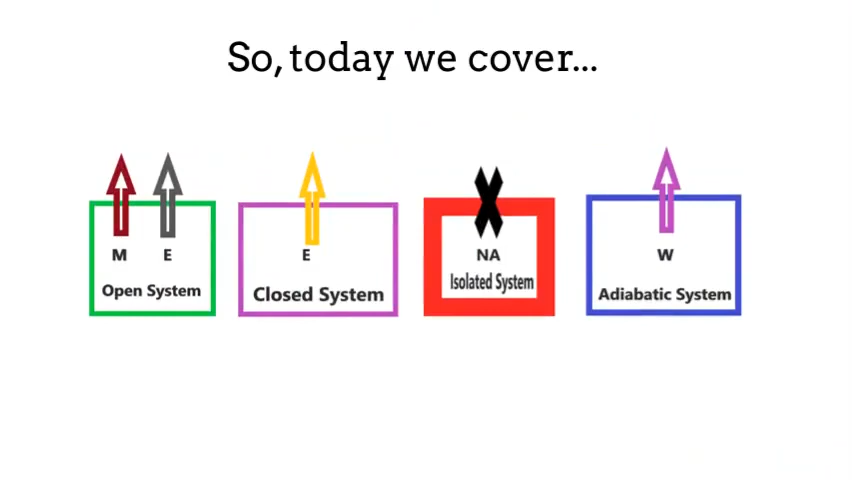 So, today we cover...
M E
Open System
E
Closed System
NA
Isolated System
W
Adiabatic System